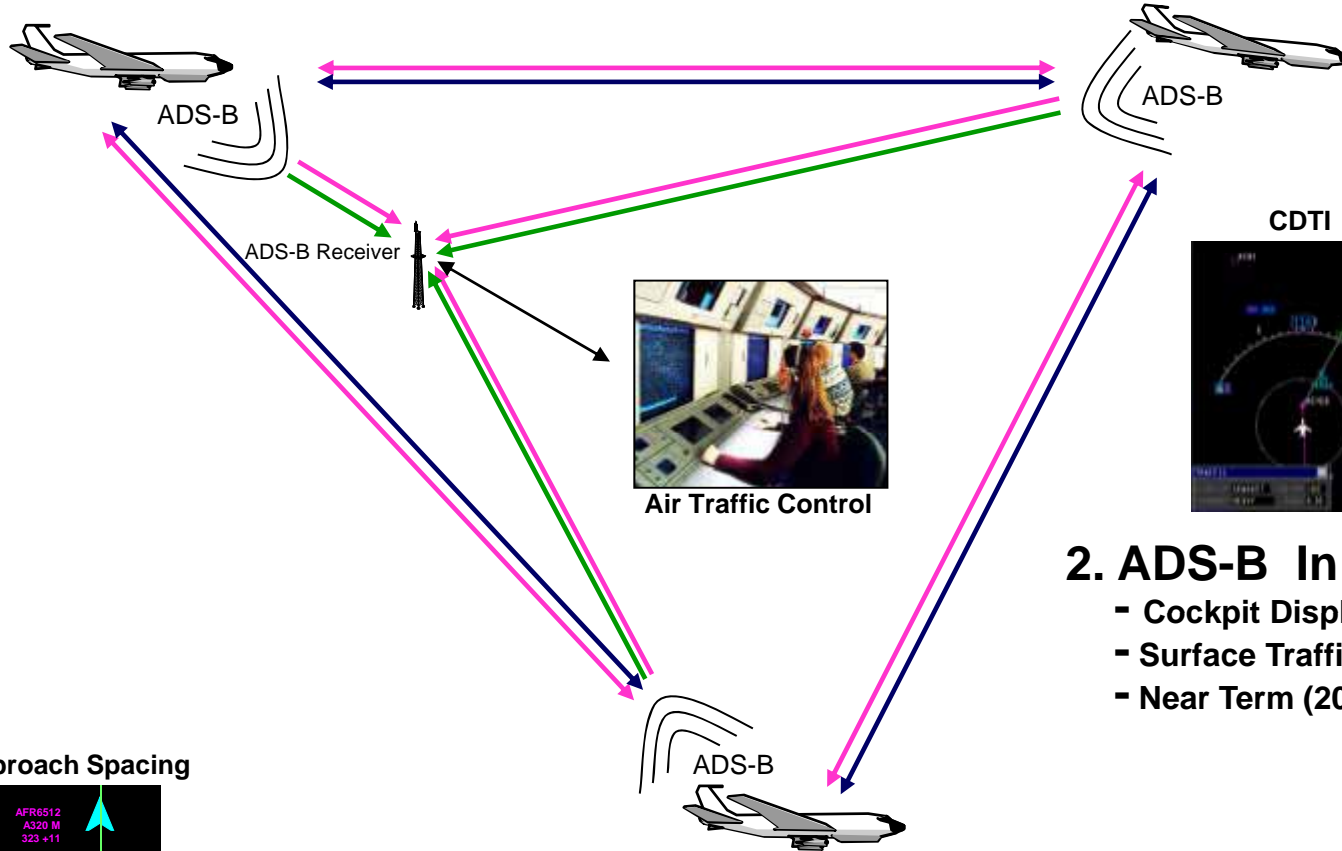 ADS-B
ADS-B
ADS-B Receiver
CDTI
Air Traffic Control
2. ADS-B In
- Cockpit Displ
- Surface Traffi
- Near Term (20
ADS-B
proach Spacing
AFR6512
A320 M
323 +11